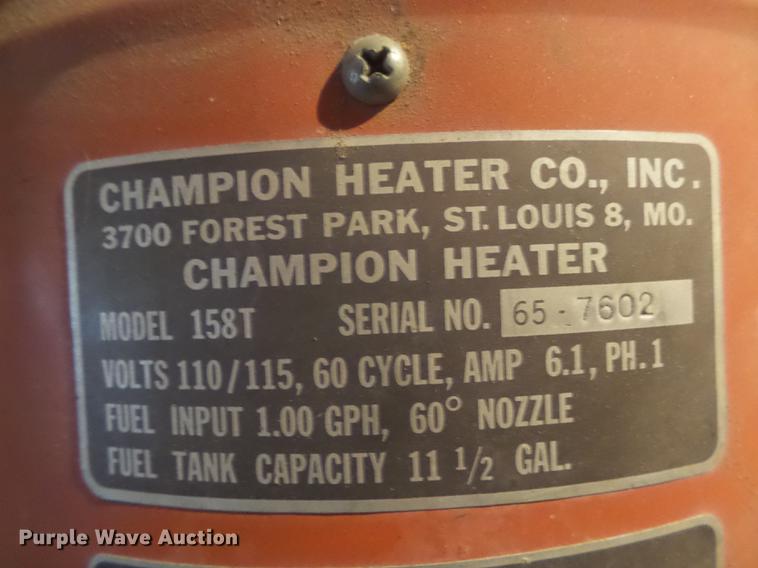 CHAMPION HEATER CO., INC.
3700 FOREST PARK, ST. LOUIS 8, MO.
CHAMPION HEATER
MODEL 158T SERIAL NO. 65-7602
VOLTS 110/115, 60 CYCLE, AMP 6.1, PH. 1
FUEL INPUT 1.00 GPH, 60° NOZZLE
FUEL TANK CAPACITY 11 1/2 GAL.
Purple Wave Auction